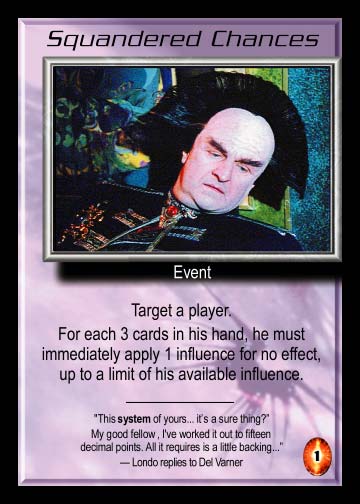 Squandered Chances
Event
Target a player.
For each 3 cards in his hand, he must
immediately apply 1 influence for no effect,
up to a limit of his available influence.
"This system of yours... it's a sure thing?"
My good fellow , I've worked it out to fifteen
decimal points. All it requires is a little backing..."
— Londo replies to Del Varner
1